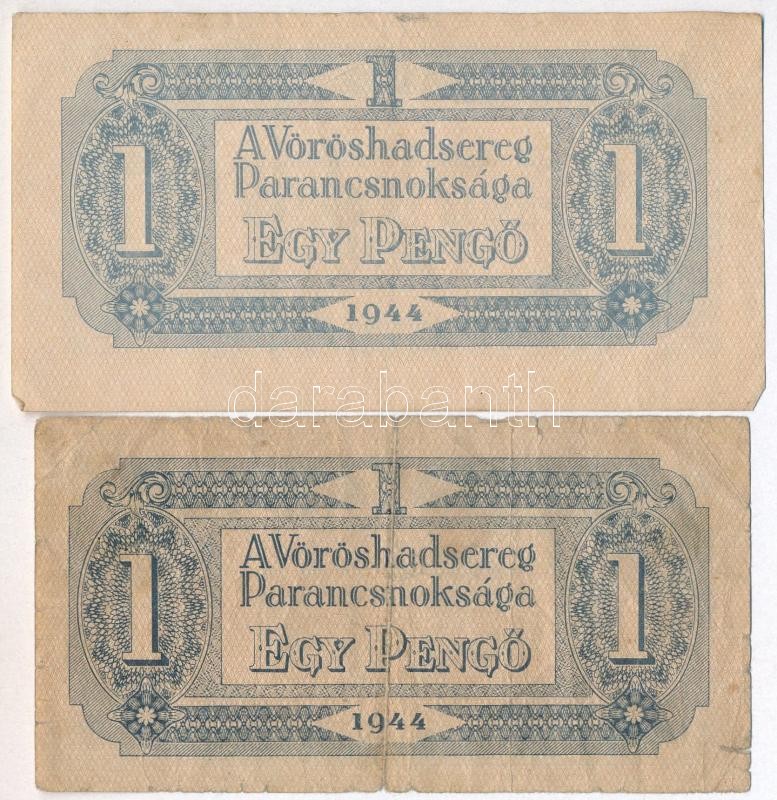 1
1 1
A Vöröshadsereg
Parancsnoksága
EGY PENGŐ
1944
darabanth
1
1 1
A Vöröshadsereg
Parancsnoksága
EGY PENGŐ
1944